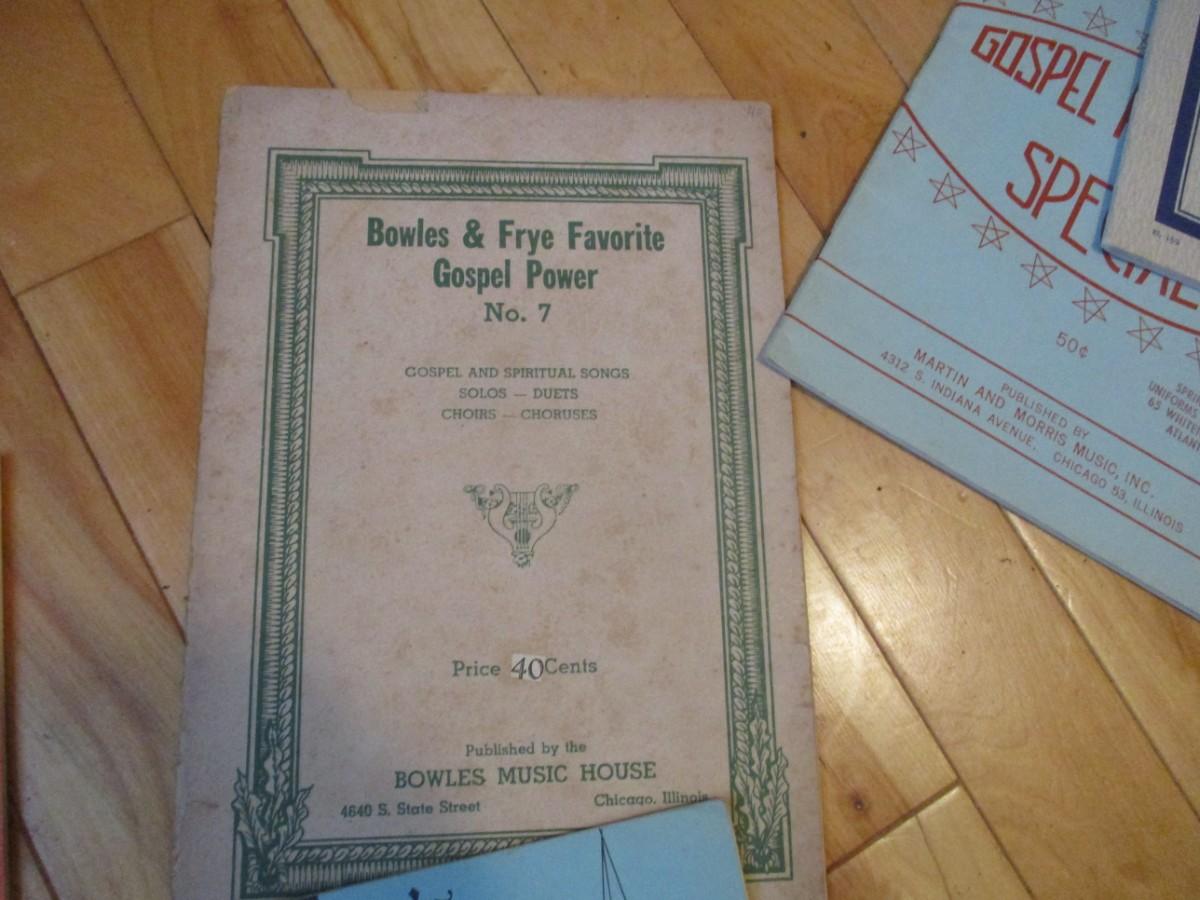 Bowles & Frye Favorite
Gospel Power
No. 7
GOSPEL AND SPIRITUAL SONGS
SOLOS — DUETS
CHOIRS — CHORUSES
Price 40 Cents
Published by the
BOWLES MUSIC HOUSE
4640 S. State Street Chicago, Illinois
GOSPEL
50¢
PUBLISHED BY
MARTIN AND MORRIS MUSIC, INC.
4312 S. INDIANA AVENUE, CHICAGO 53, ILLINOIS
65